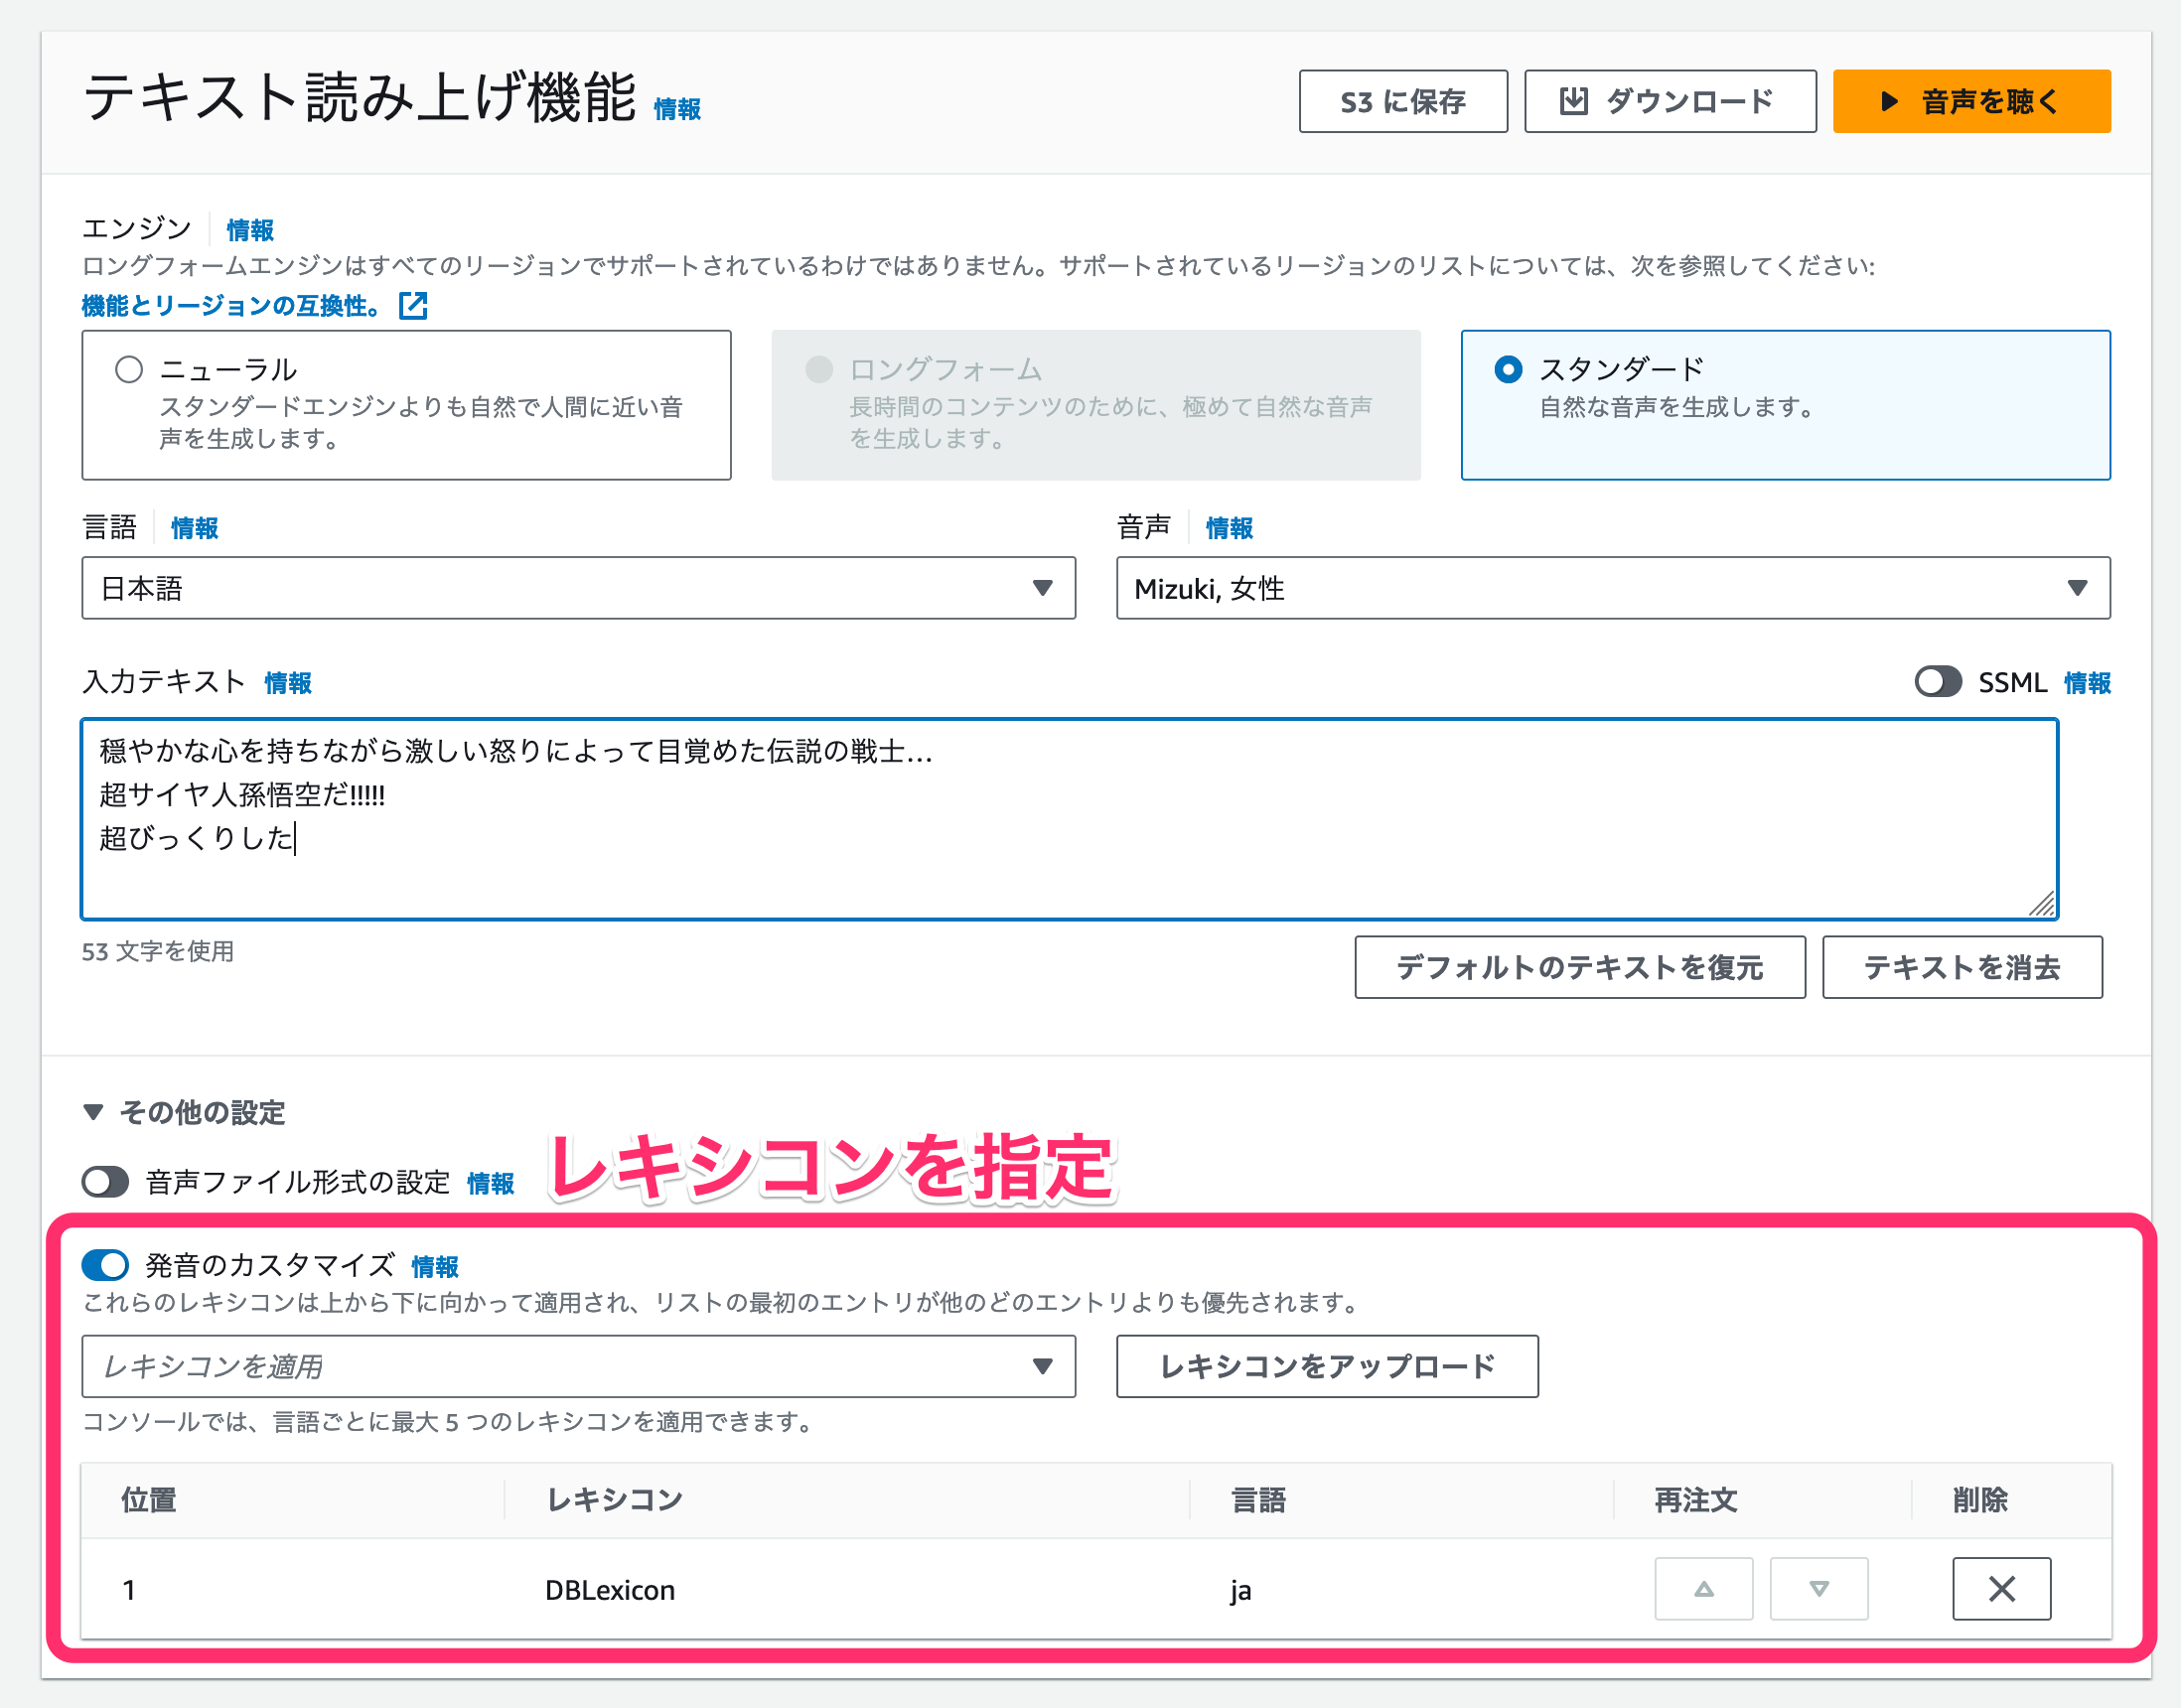 テキスト読み上げ機能 情報
S3 に保存
ダウンロード
音声を聴く
エンジン 情報
ロングフォームエンジンはすべてのリージョンでサポートされているわけではありません。サポートされているリージョンのリストについては、次を参照してください:
機能とリージョンの互換性。
ニューラル
スタンダードエンジンよりも自然で人間に近い音
声を生成します。
ロングフォーム
長時間のコンテンツのために、極めて自然な音声
を生成します。
スタンダード
自然な音声を生成します。
言語 情報
日本語
音声 情報
Mizuki, 女性
入力テキスト 情報
SSML 情報
穏やかな心を持ちながら激しい怒りによって目覚めた伝説の戦士...
超サイヤ人孫悟空だ!!!!!
超びっくりした
53 文字を使用
デフォルトのテキストを復元
テキストを消去
その他の設定
音声ファイル形式の設定 情報
レキシコンを指定
発音のカスタマイズ 情報
これらのレキシコンは上から下に向かって適用され、リストの最初のエントリが他のどのエントリよりも優先されます。
レキシコンを適用
レキシコンをアップロード
コンソールでは、言語ごとに最大 5 つのレキシコンを適用できます。
位置 レキシコン 言語 再注文 削除
1 DBLexicon ja